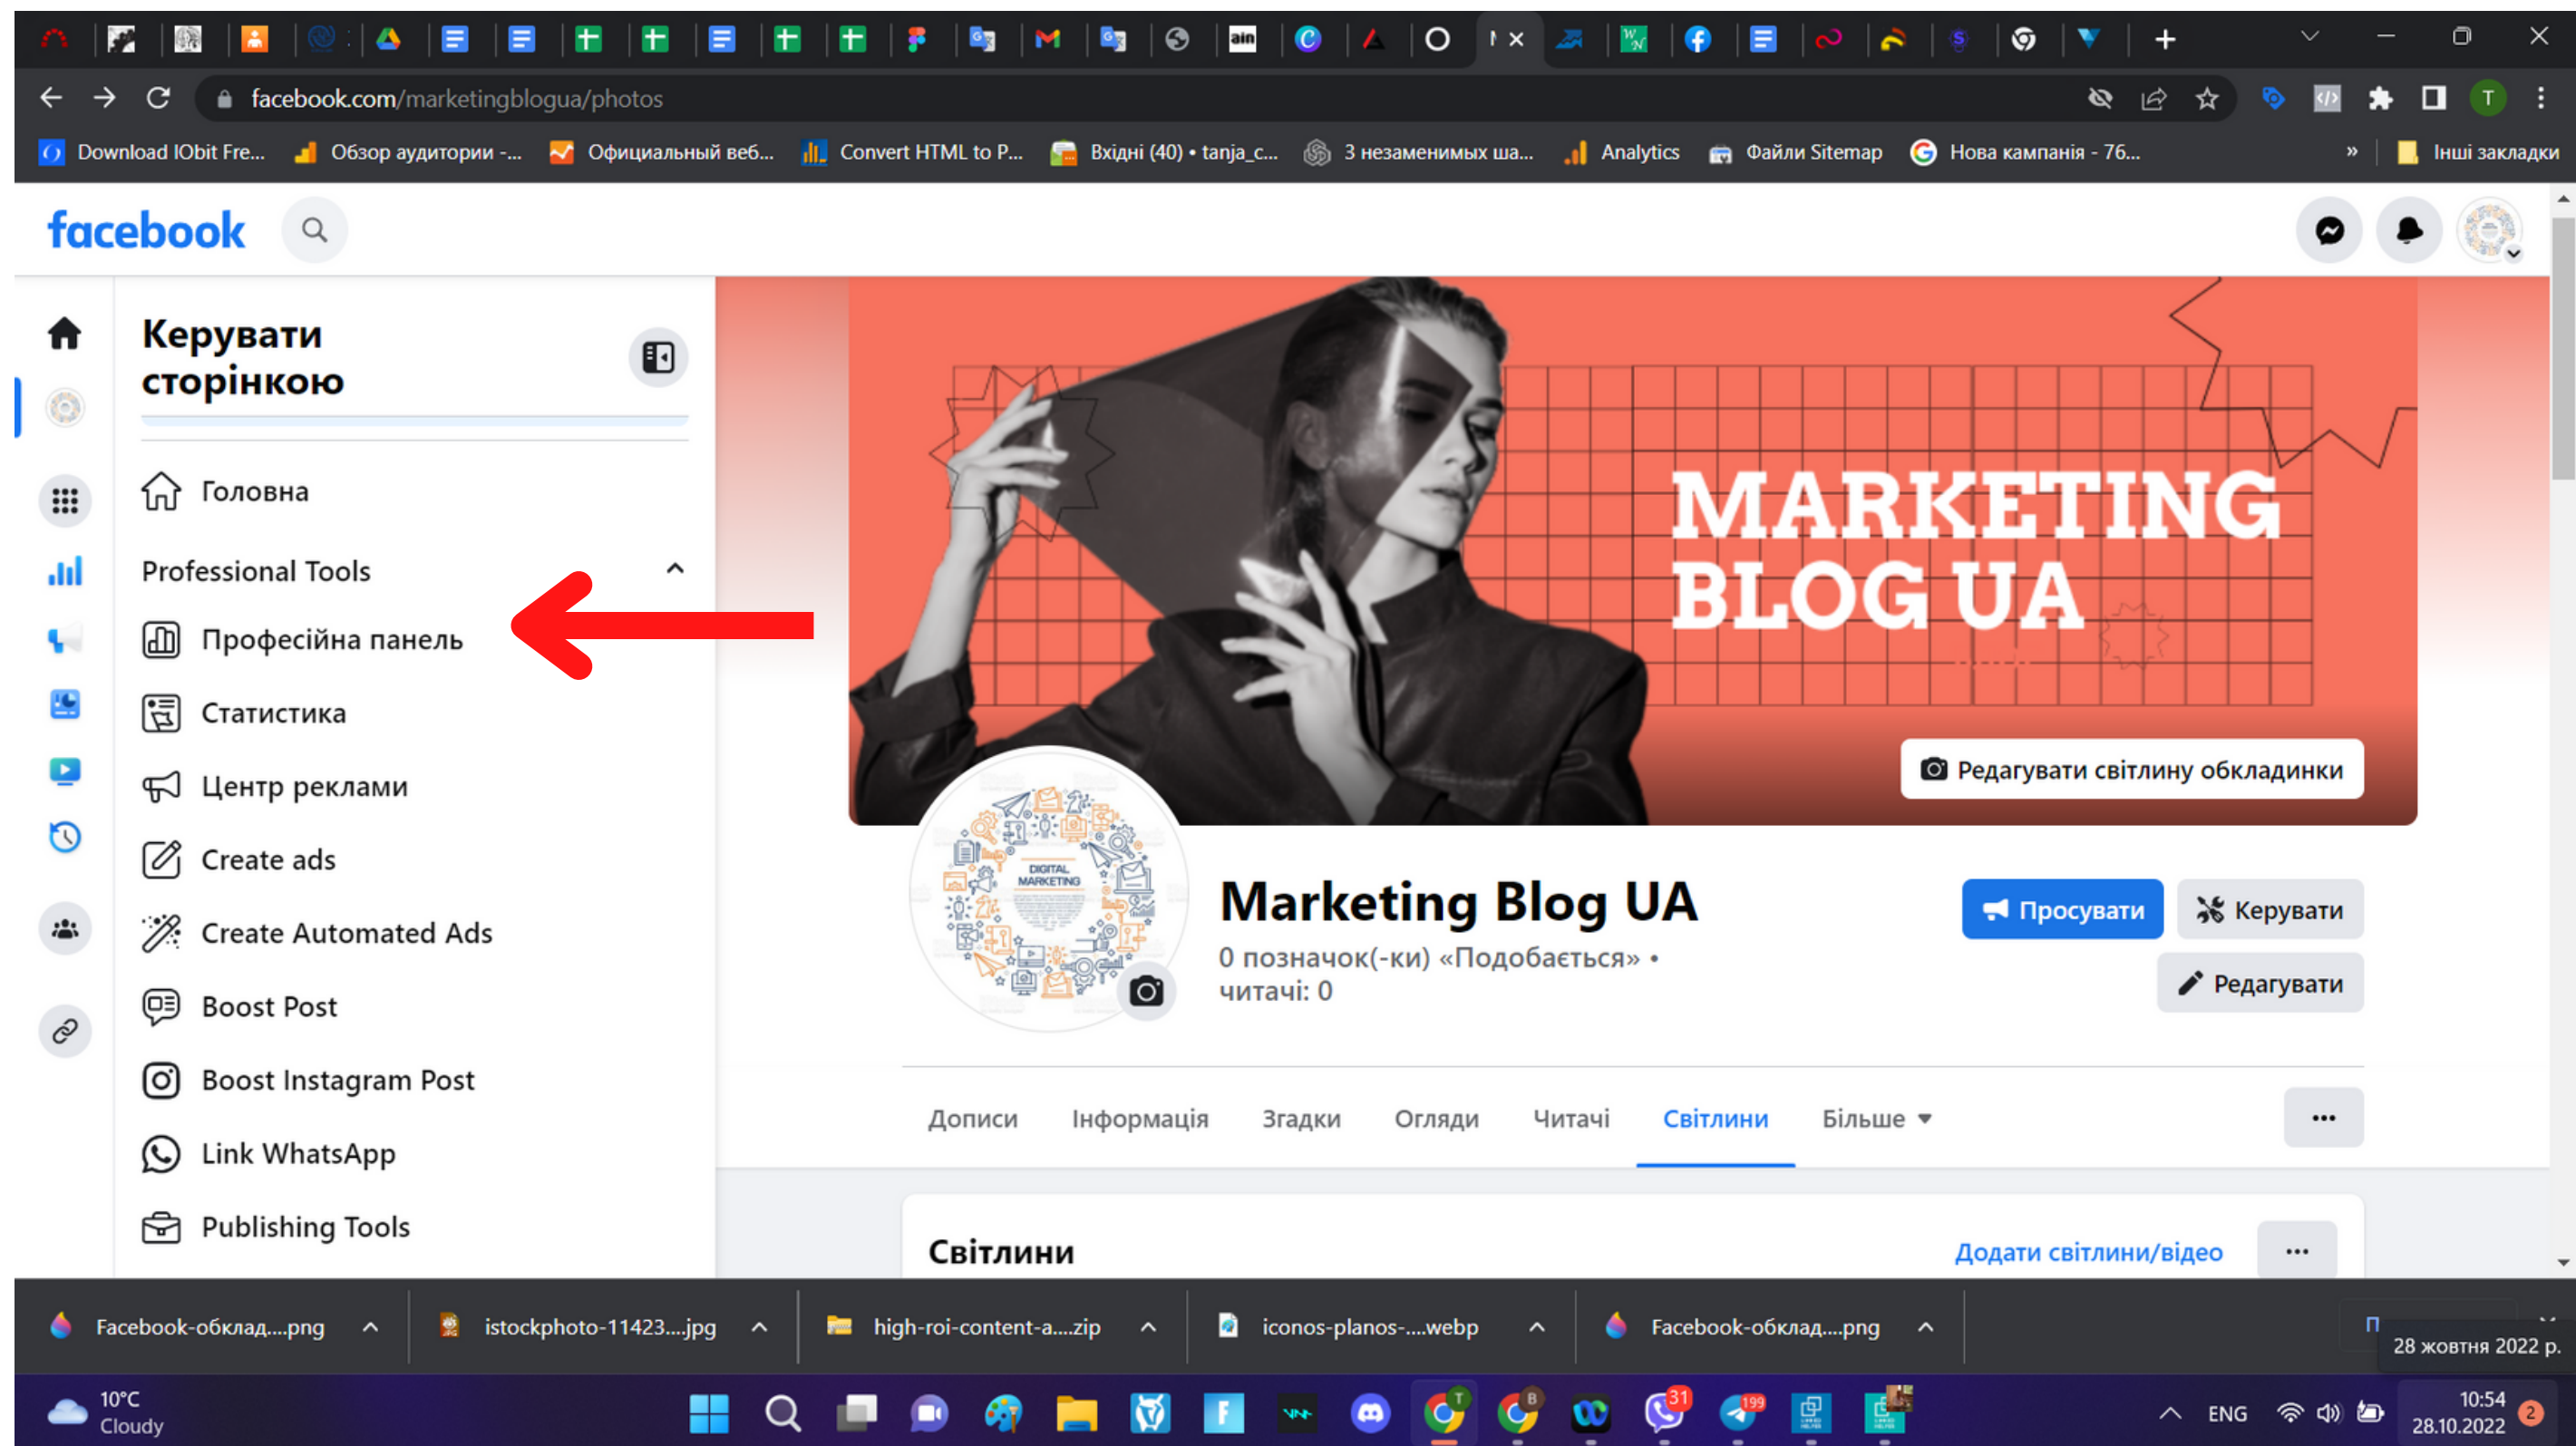 facebook.com/marketingblogua/photos
T
Download IObit Fre...
Обзор аудитории -...
Официальный веб...
Convert HTML to P...
Вхідні (40) • tanja_c...
3 незаменимых ша...
Analytics
Файли Sitemap
Нова кампанія - 76...
»
Інші закладки
facebook
Керувати
сторінкою
Головна
Professional Tools
Професійна панель
Статистика
Центр реклами
Create ads
Create Automated Ads
Boost Post
Boost Instagram Post
Link WhatsApp
Publishing Tools
MARKETING
BLOG UA
Редагувати світлину обкладинки
DIGITAL
MARKETING
Marketing Blog UA
0 позначок(-ки) «Подобається» •
читачі: 0
Просувати
Керувати
Редагувати
Дописи
Інформація
Згадки
Огляди
Читачі
Світлини
Більше
Світлини
Додати світлини/відео
Facebook-обклад....png
istockphoto-11423....jpg
high-roi-content-a....zip
iconos-planos-....webp
Facebook-обклад....png
28 жовтня 2022 р.
10°C
Cloudy
31
199
ENG
10:54
28.10.2022
2